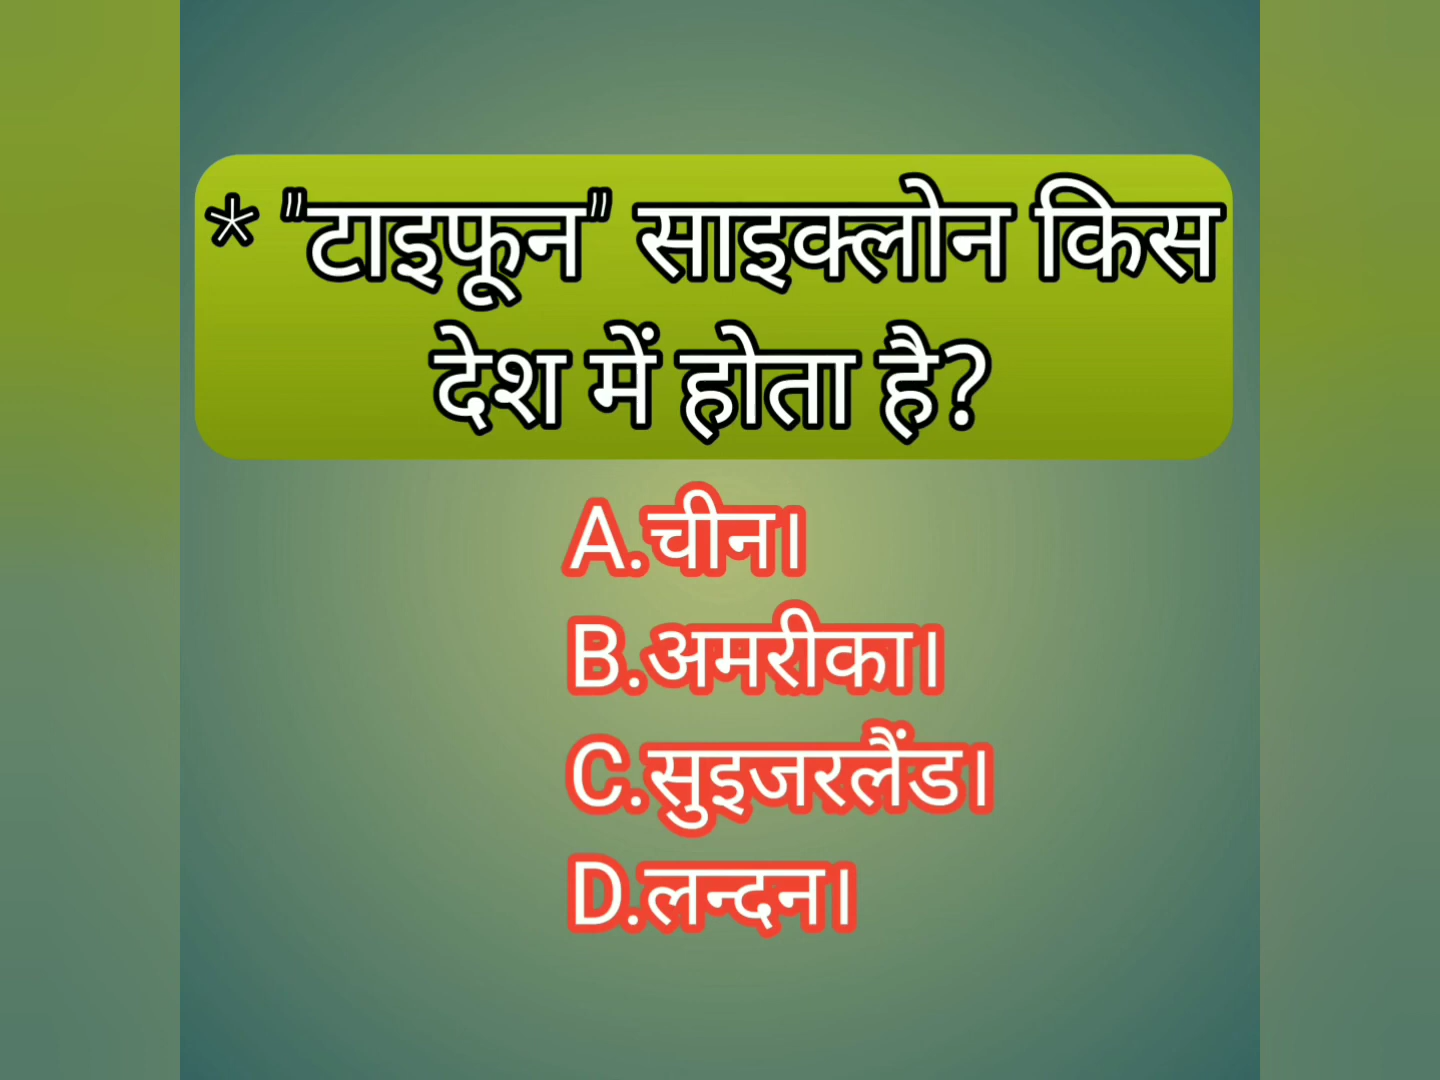 * "टाइफून" साइक्लोन किस
देश में होता है?
A.चीन।
B.अमरीका।
C.सुइजरलैंड।
D.लन्दन।